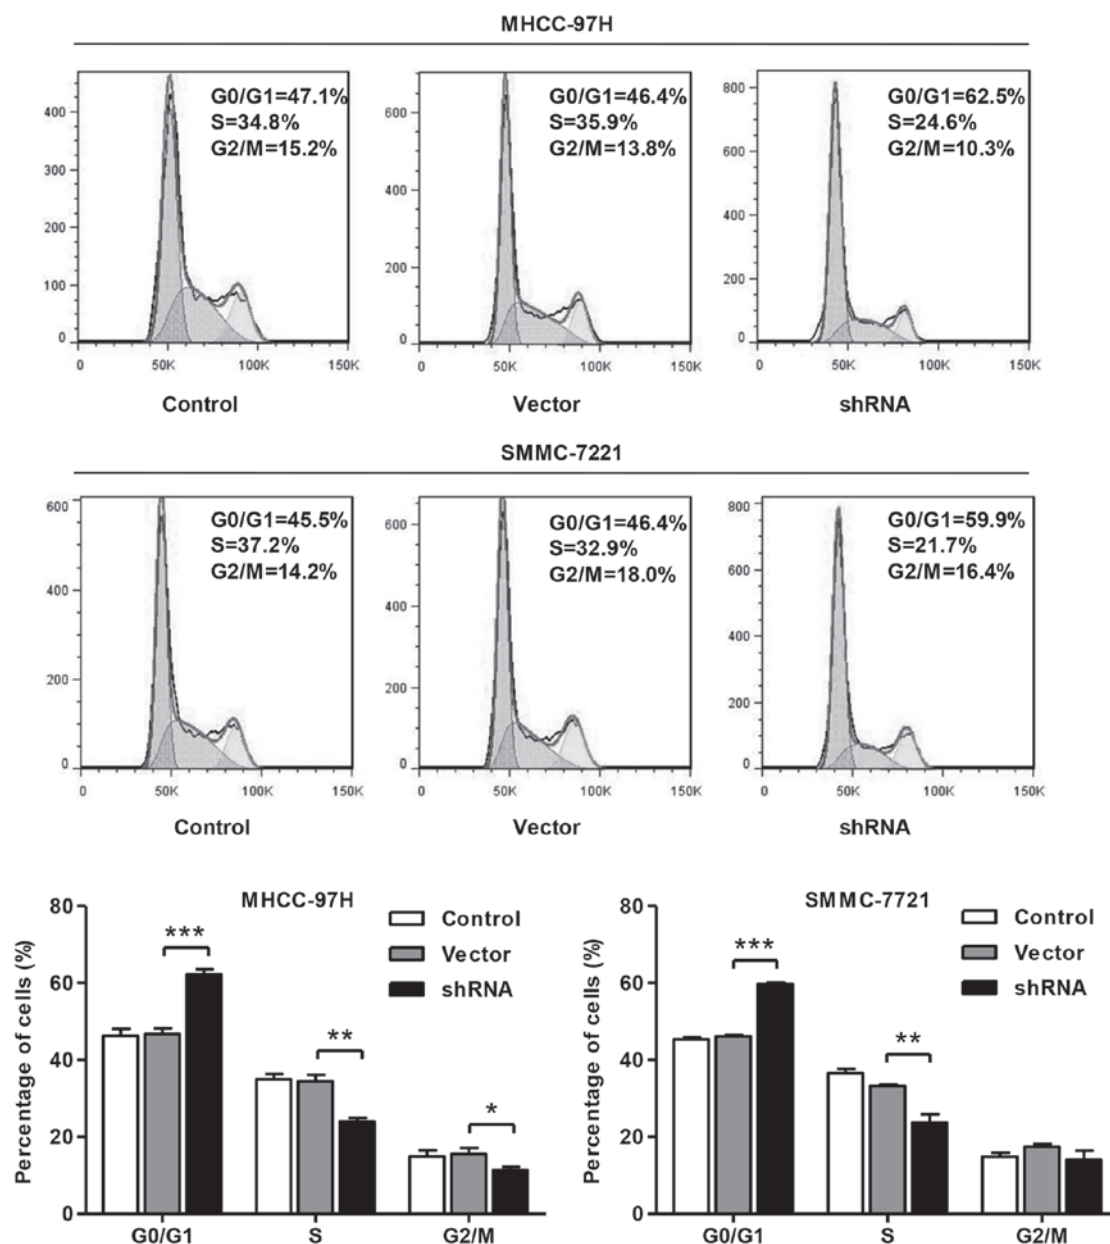 MHCC-97H
G0/G1=47.1%
S=34.8%
G2/M=15.2%
400
300
200
100
0
0 50K 100K 150K
Control
G0/G1=46.4%
S=35.9%
G2/M=13.8%
600
400
200
0
0 50K 100K 150K
Vector
G0/G1=62.5%
S=24.6%
G2/M=10.3%
800
600
400
200
0
0 50K 100K 150K
shRNA
SMMC-7221
G0/G1=45.5%
S=37.2%
G2/M=14.2%
600
400
200
0
0 50K 100K 150K
Control
G0/G1=46.4%
S=32.9%
G2/M=18.0%
600
400
200
0
0 50K 100K 150K
Vector
G0/G1=59.9%
S=21.7%
G2/M=16.4%
800
600
400
200
0
0 50K 100K 150K
shRNA
MHCC-97H
Percentage of cells (%)
80
60
40
20
0
***
**
*
Control
Vector
shRNA
G0/G1 S G2/M
SMMC-7721
Percentage of cells (%)
80
60
40
20
0
***
**
Control
Vector
shRNA
G0/G1 S G2/M